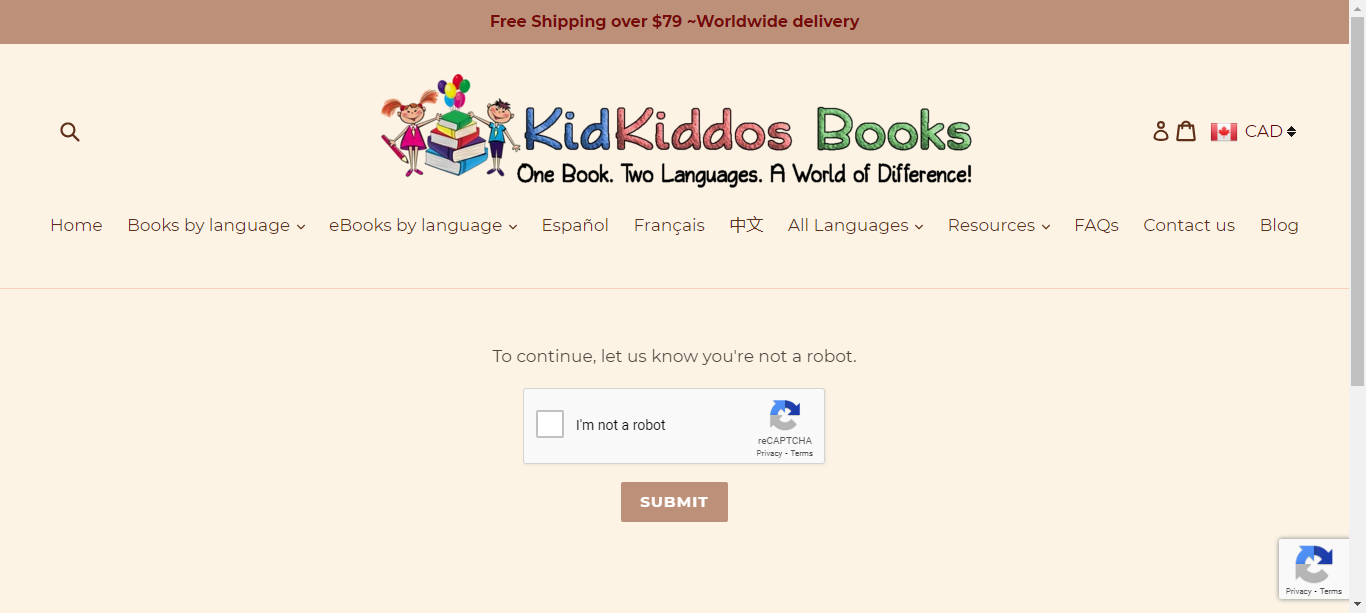 Free Shipping over $79 ~Worldwide delivery
KidKiddos Books
One Book. Two Languages. A World of Difference!
CAD
Home Books by language eBooks by language Español Français 中文 All Languages Resources FAQs Contact us Blog
To continue, let us know you're not a robot.
I'm not a robot
reCAPTCHA
Privacy - Terms
SUBMIT
Privacy - Terms